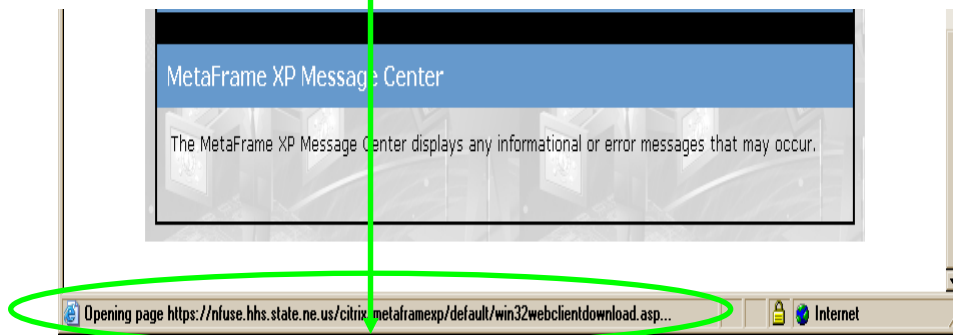 MetaFrame XP Message Center
The MetaFrame XP Message Center displays any informational or error messages that may occur.
Opening page https://nfuse.hhs.state.ne.us/citrix/metaframexp/default/win32webclientdownload.asp... Internet